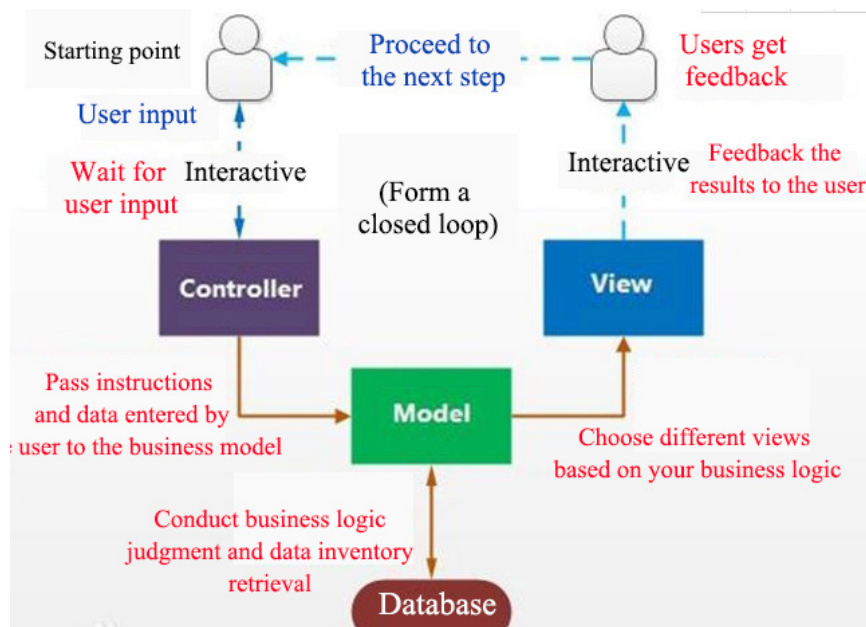 Starting point
Proceed to
the next step
Users get
feedback
User input
Wait for
user input
Interactive
(Form a
closed loop)
Interactive
Feedback the
results to the user
Controller
View
Pass instructions
and data entered by
user to the business model
Model
Choose different views
based on your business logic
Conduct business logic
judgment and data inventory
retrieval
Database